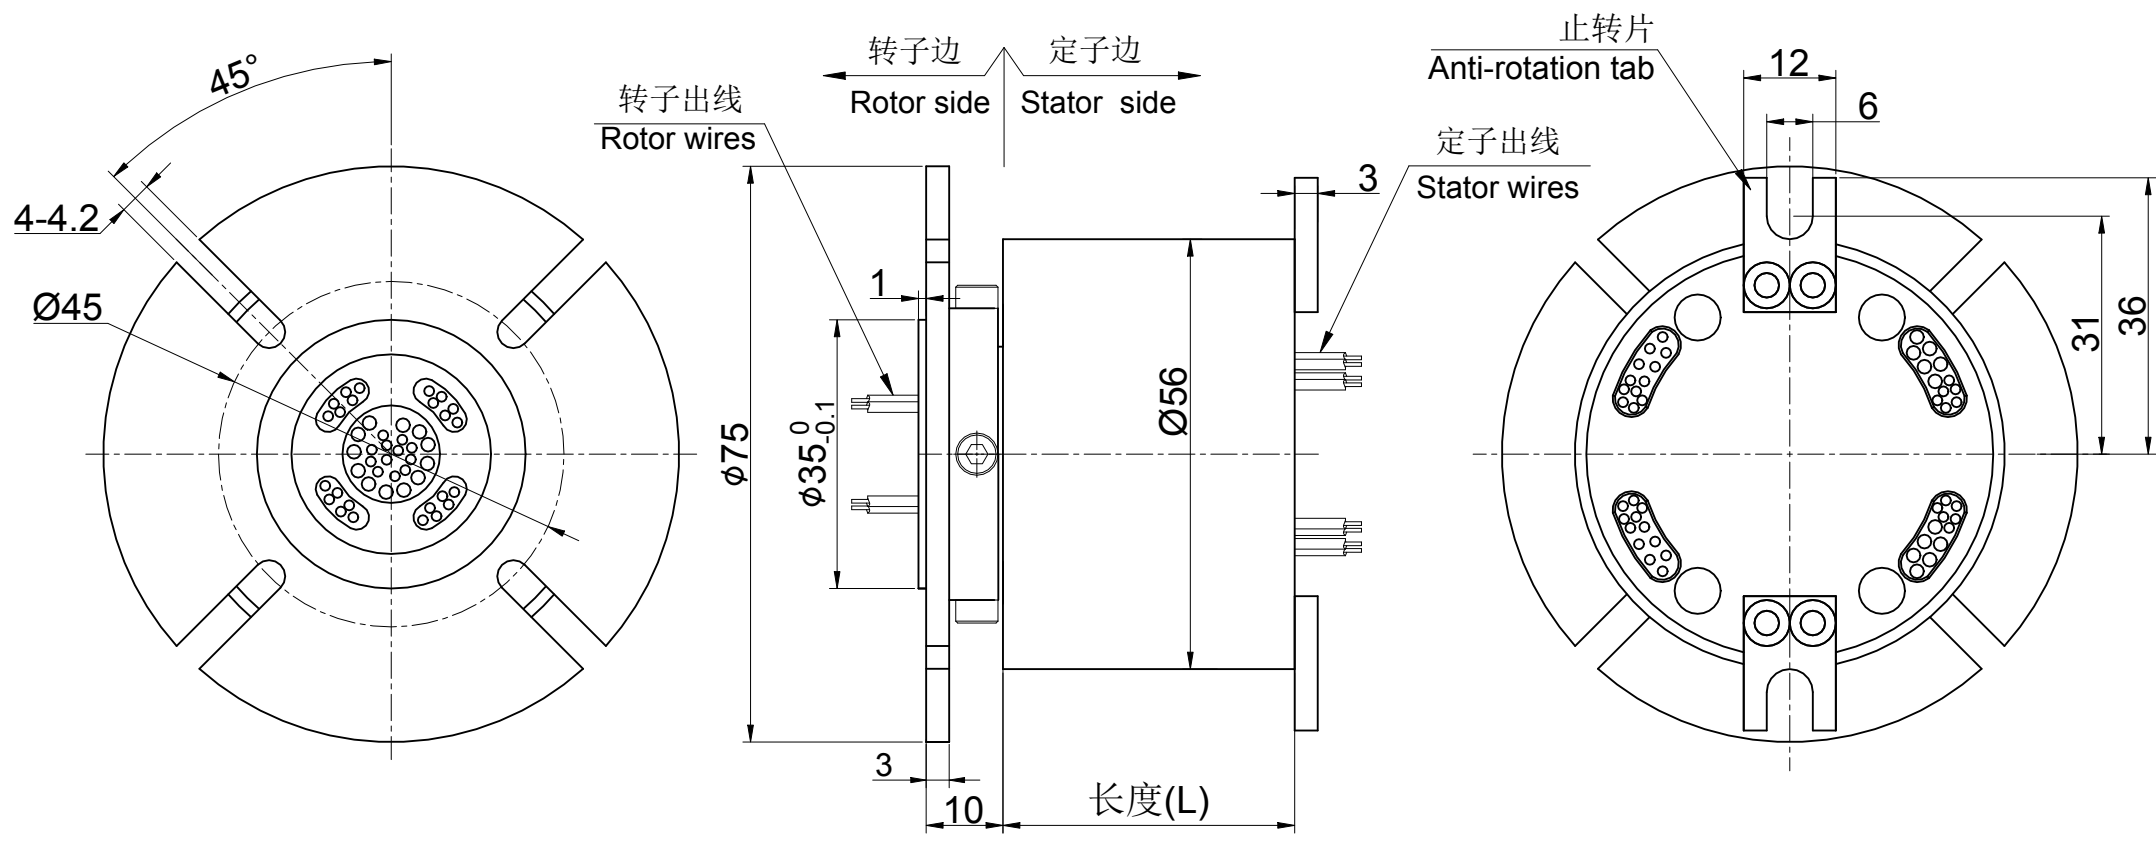 45°
4-4.2
Ø45
转子边
Rotor side
定子边
Stator side
转子出线
Rotor wires
1
ϕ75
ϕ35 0 -0.1
Ø56
3
10
长度(L)
3
定子出线
Stator wires
止转片
Anti-rotation tab
12
6
31
36